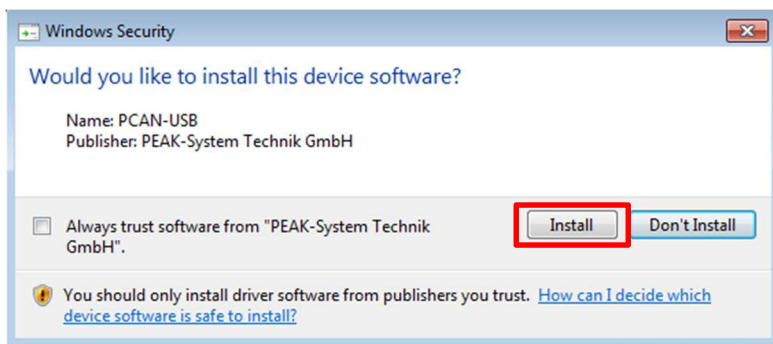 Windows Security
Would you like to install this device software?
Name: PCAN-USB
Publisher: PEAK-System Technik GmbH
Always trust software from "PEAK-System Technik
GmbH".
Install
Don't Install
You should only install driver software from publishers you trust. How can I decide which
device software is safe to install?